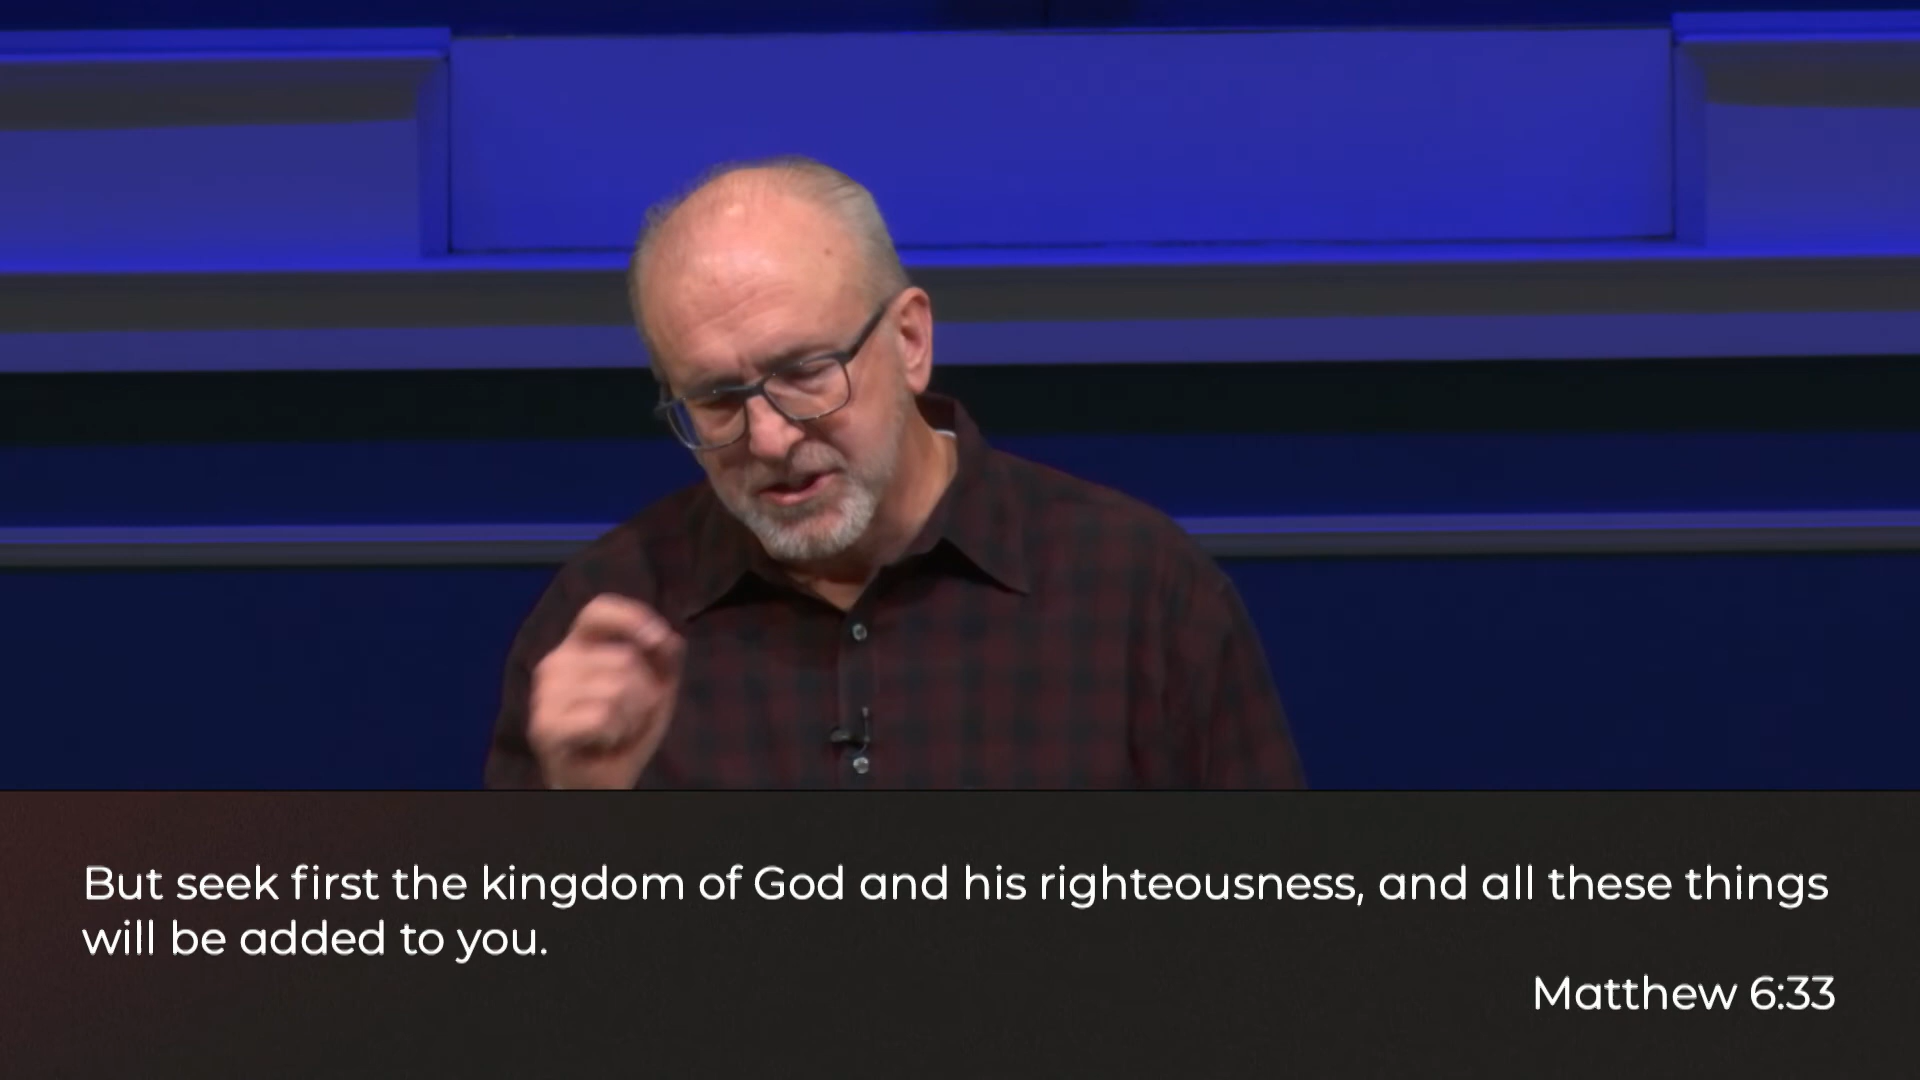 But seek first the kingdom of God and his righteousness, and all these things
will be added to you.
Matthew 6:33